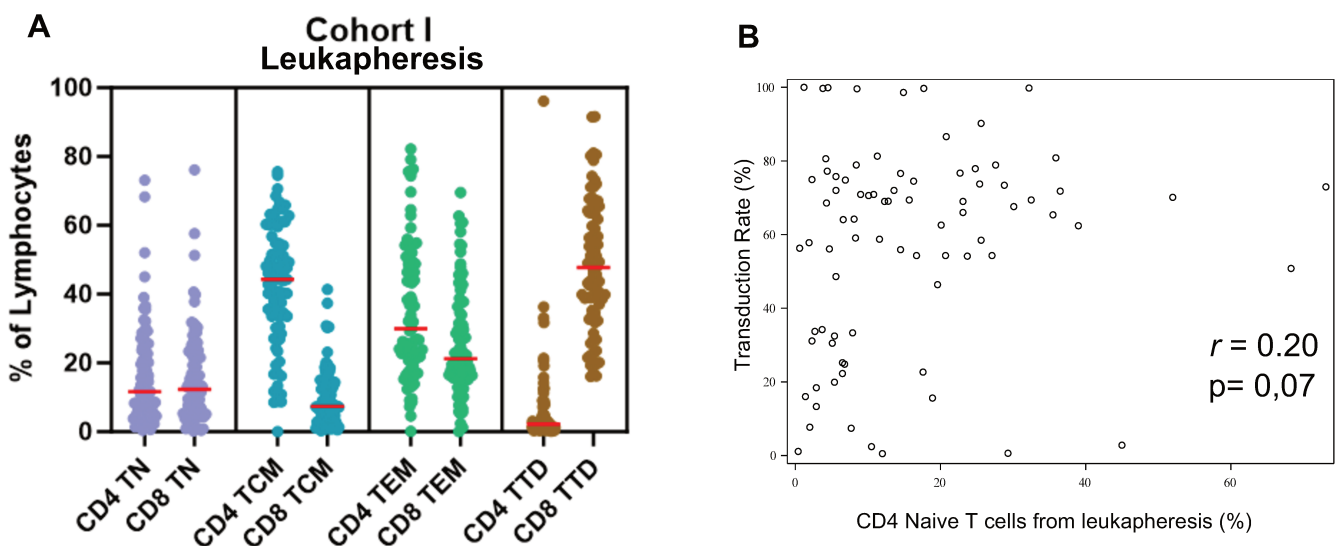 A
Cohort I
Leukapheresis
% of Lymphocytes
100
80
60
40
20
0
CD4 TN
CD8 TN
CD4 TCM
CD8 TCM
CD4 TEM
CD8 TEM
CD4 TTD
CD8 TTD
B
Transduction Rate (%)
100
80
60
40
20
0
r = 0.20
p= 0,07
0
20
40
60
CD4 Naive T cells from leukapheresis (%)